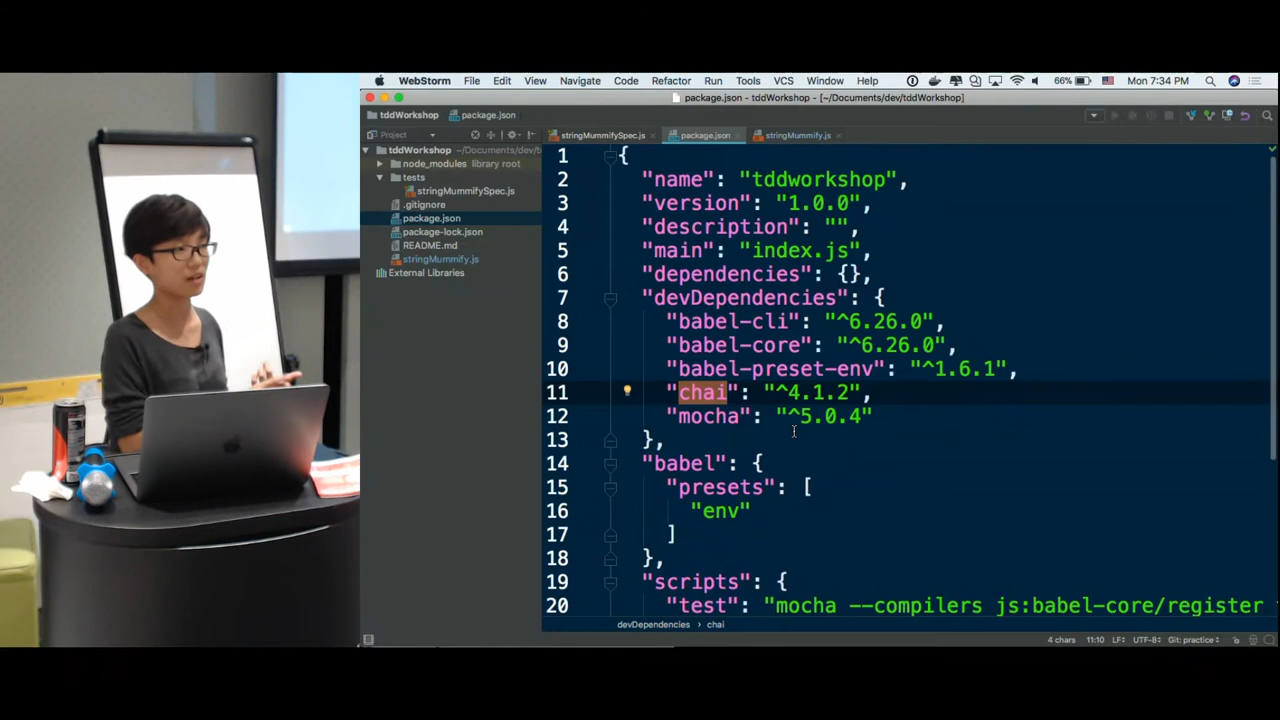 WebStorm File Edit View Navigate Code Refactor Run Tools VCS Window Help 66% Mon 7:34 PM
package.json - tddWorkshop - [~/Documents/dev/tddWorkshop]
tddWorkshop package.json
Project
stringMummifySpec.js package.json stringMummify.js
tddWorkshop ~/Documents/dev/t
node_modules library root
tests
stringMummifySpec.js
.gitignore
package.json
package-lock.json
README.md
stringMummify.js
External Libraries
1 {
2 "name": "tddworkshop",
3 "version": "1.0.0",
4 "description": "",
5 "main": "index.js",
6 "dependencies": {},
7 "devDependencies": {
8 "babel-cli": "^6.26.0",
9 "babel-core": "^6.26.0",
10 "babel-preset-env": "^1.6.1",
11 "chai": "^4.1.2",
12 "mocha": "^5.0.4"
13 },
14 "babel": {
15 "presets": [
16 "env"
17 ]
18 },
19 "scripts": {
20 "test": "mocha --compilers js:babel-core/register
devDependencies › chai
4 chars 11:10 LF÷ UTF-8÷ Git: practice÷